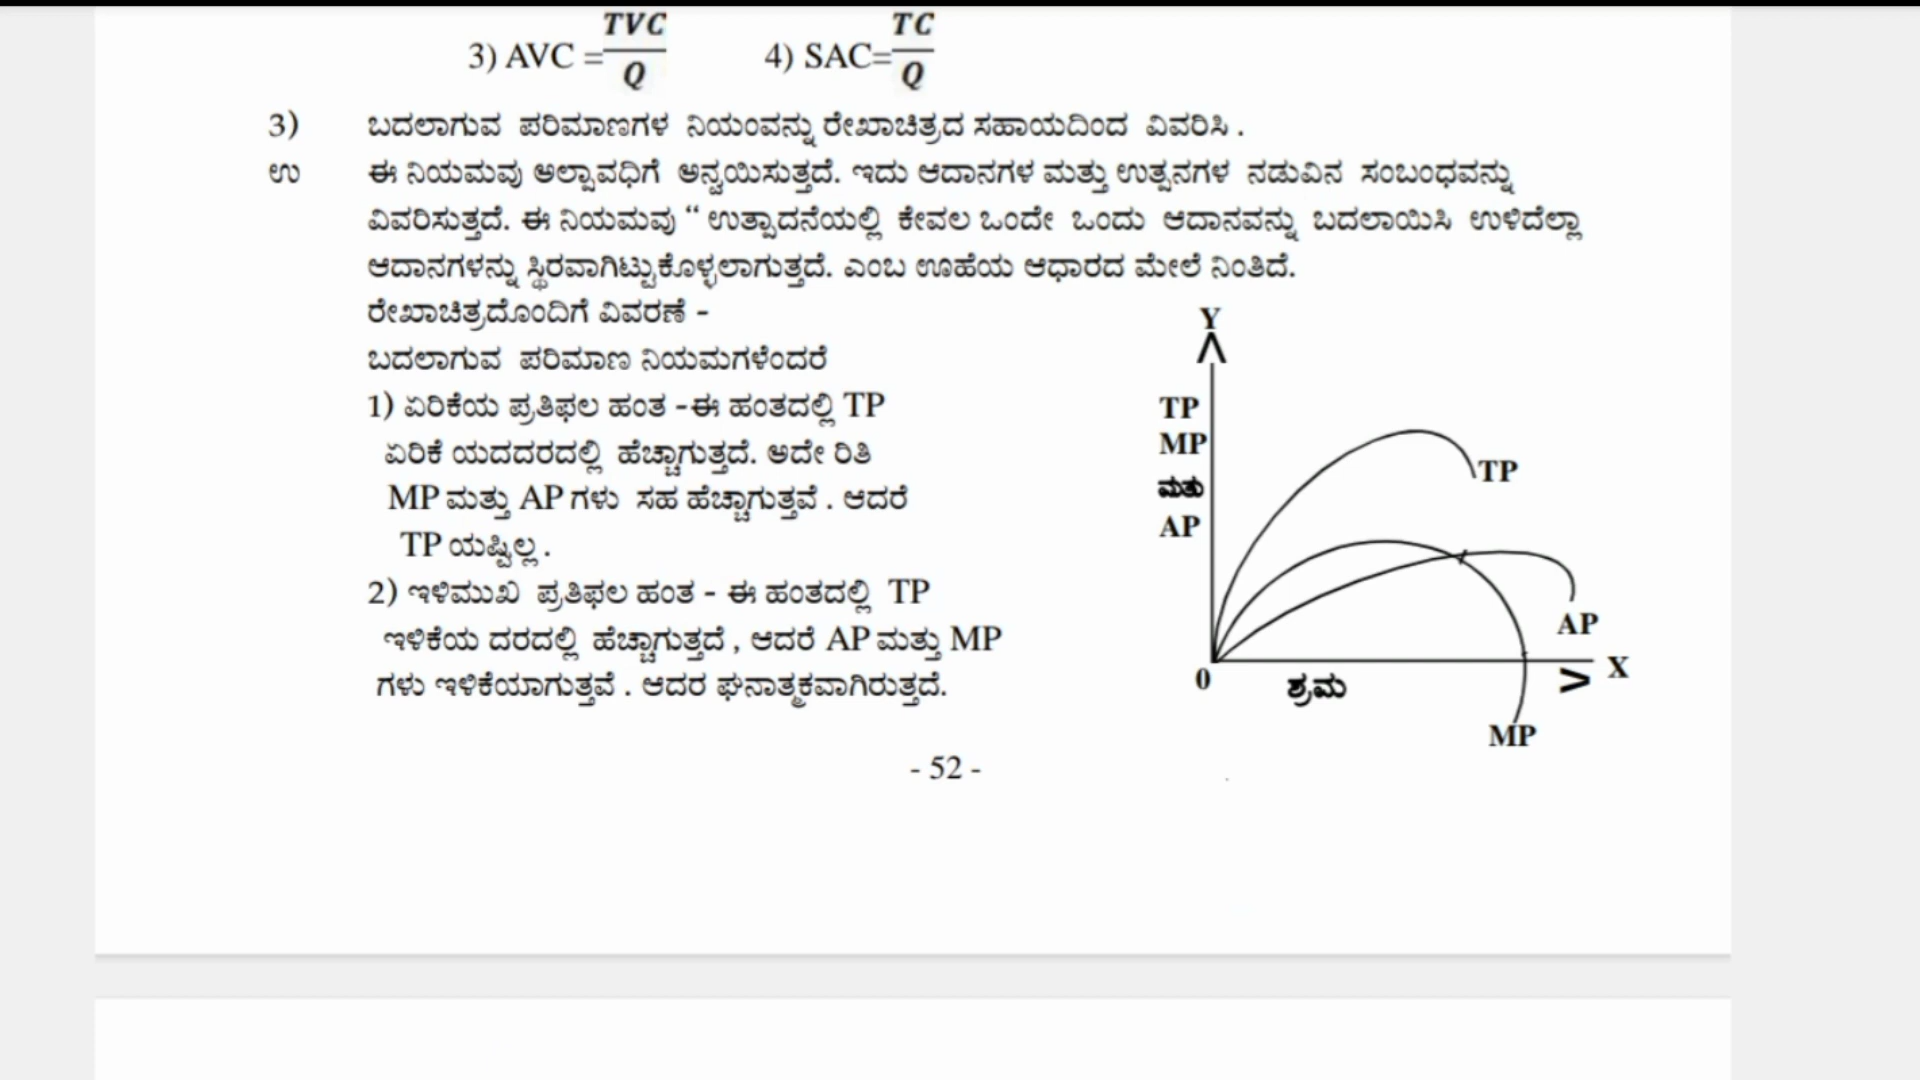 3) AVC = TVC/Q 4) SAC= TC/Q
3) ಬದಲಾಗುವ ಪರಿಮಾಣಗಳ ನಿಯಂವನ್ನು ರೇಖಾಚಿತ್ರದ ಸಹಾಯದಿಂದ ವಿವರಿಸಿ .
ಉ ಈ ನಿಯಮವು ಅಲ್ಪಾವಧಿಗೆ ಅನ್ವಯಿಸುತ್ತದೆ. ಇದು ಆದಾನಗಳ ಮತ್ತು ಉತ್ಪನಗಳ ನಡುವಿನ ಸಂಬಂಧವನ್ನು
ವಿವರಿಸುತ್ತದೆ. ಈ ನಿಯಮವು “ ಉತ್ಪಾದನೆಯಲ್ಲಿ ಕೇವಲ ಒಂದೇ ಒಂದು ಆದಾನವನ್ನು ಬದಲಾಯಿಸಿ ಉಳಿದೆಲ್ಲಾ
ಆದಾನಗಳನ್ನು ಸ್ಥಿರವಾಗಿಟ್ಟುಕೊಳ್ಳಲಾಗುತ್ತದೆ. ಎಂಬ ಊಹೆಯ ಆಧಾರದ ಮೇಲೆ ನಿಂತಿದೆ.
ರೇಖಾಚಿತ್ರದೊಂದಿಗೆ ವಿವರಣೆ -
ಬದಲಾಗುವ ಪರಿಮಾಣ ನಿಯಮಗಳೆಂದರೆ
1) ಏರಿಕೆಯ ಪ್ರತಿಫಲ ಹಂತ -ಈ ಹಂತದಲ್ಲಿ TP
ಏರಿಕೆ ಯದದರದಲ್ಲಿ ಹೆಚ್ಚಾಗುತ್ತದೆ. ಅದೇ ರಿತಿ
MP ಮತ್ತು AP ಗಳು ಸಹ ಹೆಚ್ಚಾಗುತ್ತವೆ . ಆದರೆ
TP ಯಷ್ಟಿಲ್ಲ .
2) ಇಳಿಮುಖ ಪ್ರತಿಫಲ ಹಂತ - ಈ ಹಂತದಲ್ಲಿ TP
ಇಳಿಕೆಯ ದರದಲ್ಲಿ ಹೆಚ್ಚಾಗುತ್ತದೆ , ಆದರೆ AP ಮತ್ತು MP
ಗಳು ಇಳಿಕೆಯಾಗುತ್ತವೆ . ಆದರ ಘನಾತ್ಮಕವಾಗಿರುತ್ತದೆ.
Y
TP
MP
ಮತ್ತು
AP
TP
AP
X
0 ಶ್ರಮ
MP
- 52 -